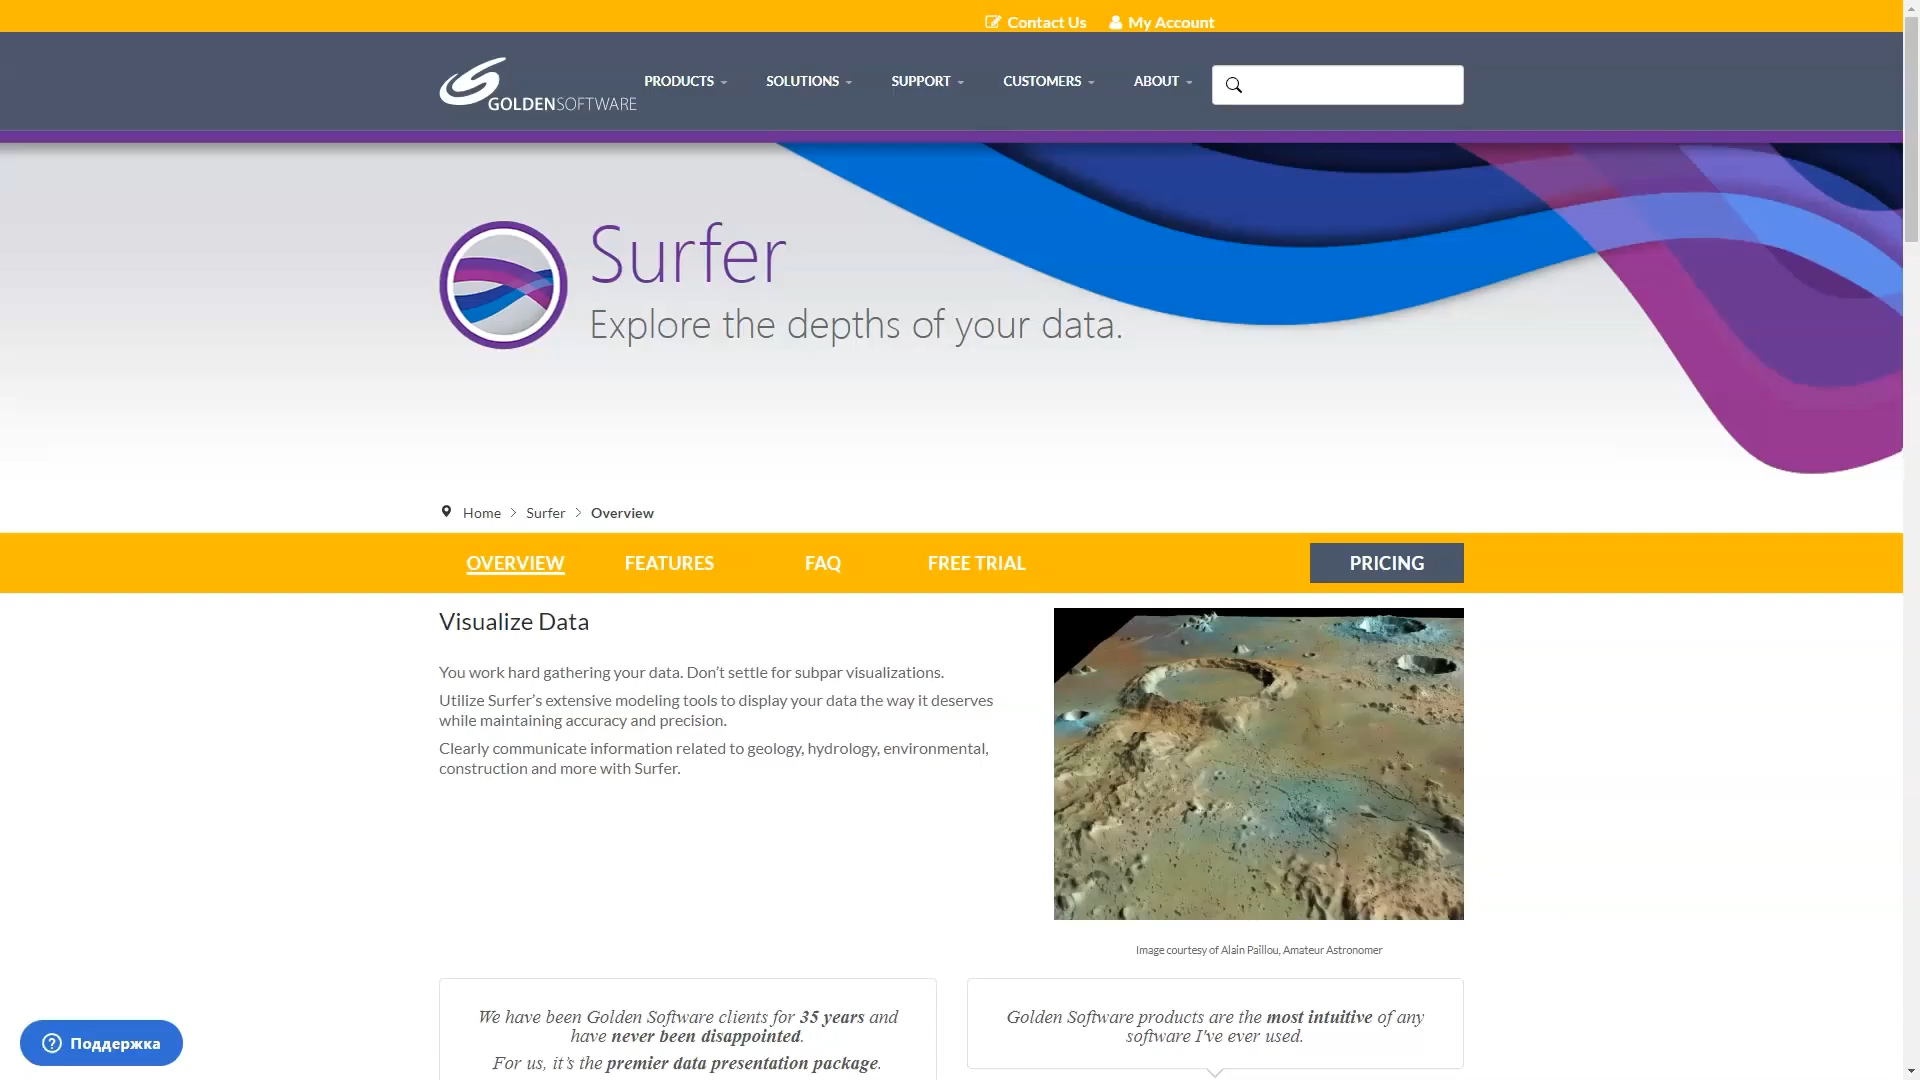 Contact Us My Account
GOLDENSOFTWARE
PRODUCTS SOLUTIONS SUPPORT CUSTOMERS ABOUT
Surfer
Explore the depths of your data.
Home > Surfer > Overview
OVERVIEW FEATURES FAQ FREE TRIAL PRICING
Visualize Data
You work hard gathering your data. Don’t settle for subpar visualizations.
Utilize Surfer’s extensive modeling tools to display your data the way it deserves
while maintaining accuracy and precision.
Clearly communicate information related to geology, hydrology, environmental,
construction and more with Surfer.
Image courtesy of Alain Paillou, Amateur Astronomer
We have been Golden Software clients for 35 years and
have never been disappointed.
For us, it’s the premier data presentation package.
Golden Software products are the most intuitive of any
software I've ever used.
Поддержка